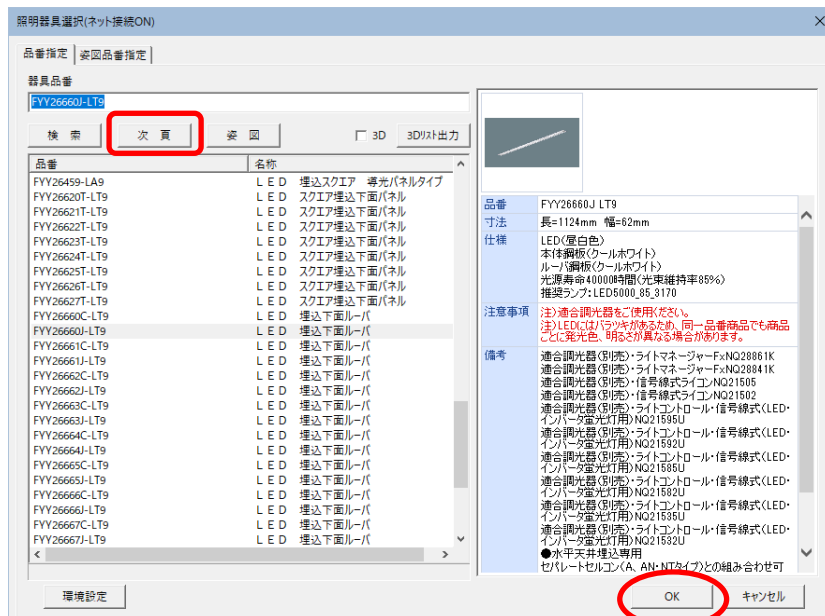 照明器具選択(ネット接続ON)
品番指定
姿図品番指定
器具品番
FYY26660J-LT9
検 索
次 頁
姿 図
3D
3Dリスト出力
品番 名称
FYY26459-LA9 ＬＥＤ 埋込スクエア 導光パネルタイプ
FYY26620T-LT9 ＬＥＤ スクエア埋込下面パネル
FYY26621T-LT9 ＬＥＤ スクエア埋込下面パネル
FYY26622T-LT9 ＬＥＤ スクエア埋込下面パネル
FYY26623T-LT9 ＬＥＤ スクエア埋込下面パネル
FYY26624T-LT9 ＬＥＤ スクエア埋込下面パネル
FYY26625T-LT9 ＬＥＤ スクエア埋込下面パネル
FYY26626T-LT9 ＬＥＤ スクエア埋込下面パネル
FYY26627T-LT9 ＬＥＤ スクエア埋込下面パネル
FYY26660C-LT9 ＬＥＤ 埋込下面ルーバ
FYY26660J-LT9 ＬＥＤ 埋込下面ルーバ
FYY26661C-LT9 ＬＥＤ 埋込下面ルーバ
FYY26661J-LT9 ＬＥＤ 埋込下面ルーバ
FYY26662C-LT9 ＬＥＤ 埋込下面ルーバ
FYY26662J-LT9 ＬＥＤ 埋込下面ルーバ
FYY26663C-LT9 ＬＥＤ 埋込下面ルーバ
FYY26663J-LT9 ＬＥＤ 埋込下面ルーバ
FYY26664C-LT9 ＬＥＤ 埋込下面ルーバ
FYY26664J-LT9 ＬＥＤ 埋込下面ルーバ
FYY26665C-LT9 ＬＥＤ 埋込下面ルーバ
FYY26665J-LT9 ＬＥＤ 埋込下面ルーバ
FYY26666C-LT9 ＬＥＤ 埋込下面ルーバ
FYY26666J-LT9 ＬＥＤ 埋込下面ルーバ
FYY26667C-LT9 ＬＥＤ 埋込下面ルーバ
FYY26667J-LT9 ＬＥＤ 埋込下面ルーバ
品番 FYY26660J LT9
寸法 長=1124mm 幅=62mm
仕様 LED(昼白色)
本体鋼板(クールホワイト)
ルーバ鋼板(クールホワイト)
光源寿命40000時間(光束維持率85%)
推奨ランプ:LED5000_85_3170
注意事項 注)適合調光器をご使用ください。
注)LEDにはバラツキがあるため、同一品番商品でも商品
ごとに発光色、明るさが異なる場合があります。
備考 適合調光器(別売)・ライトマネージャーFxNQ28861K
適合調光器(別売)・ライトマネージャーFxNQ28841K
適合調光器(別売)・信号線式ライコンNQ21505
適合調光器(別売)・信号線式ライコンNQ21502
適合調光器(別売)・ライトコントロール・信号線式(LED・
インバータ蛍光灯用)NQ21595U
適合調光器(別売)・ライトコントロール・信号線式(LED・
インバータ蛍光灯用)NQ21592U
適合調光器(別売)・ライトコントロール・信号線式(LED・
インバータ蛍光灯用)NQ21585U
適合調光器(別売)・ライトコントロール・信号線式(LED・
インバータ蛍光灯用)NQ21582U
適合調光器(別売)・ライトコントロール・信号線式(LED・
インバータ蛍光灯用)NQ21535U
適合調光器(別売)・ライトコントロール・信号線式(LED・
インバータ蛍光灯用)NQ21532U
●水平天井埋込専用
セパレートセルコン(A、AN・NTタイプ)との組み合わせ可
環境設定
OK
キャンセル